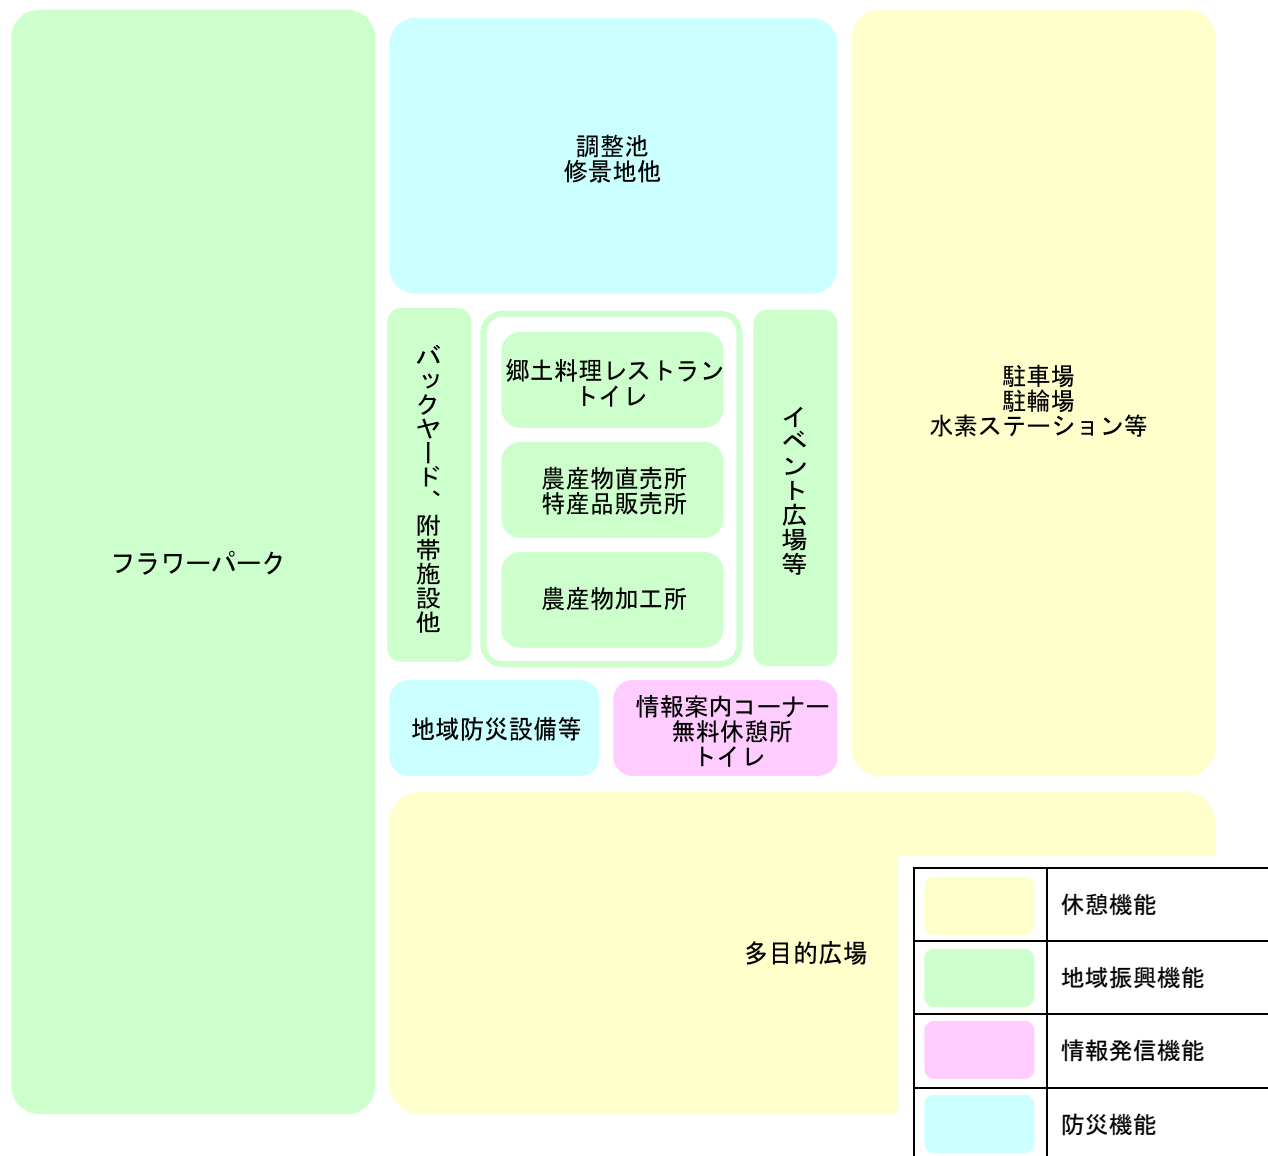 調整池
修景地他
フラワーパーク
バックヤード、附帯施設他
郷土料理レストラン
トイレ
農産物直売所
特産品販売所
農産物加工所
イベント広場等
駐車場
駐輪場
水素ステーション等
地域防災設備等
情報案内コーナー
無料休憩所
トイレ
多目的広場
休憩機能
地域振興機能
情報発信機能
防災機能